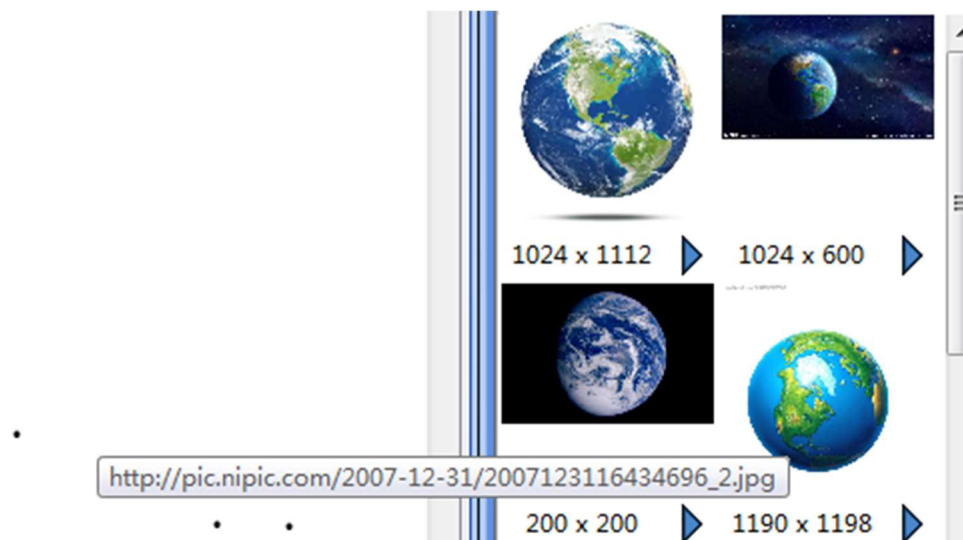 1024 x 1112
1024 x 600
http://pic.nipic.com/2007-12-31/2007123116434696_2.jpg
200 x 200
1190 x 1198